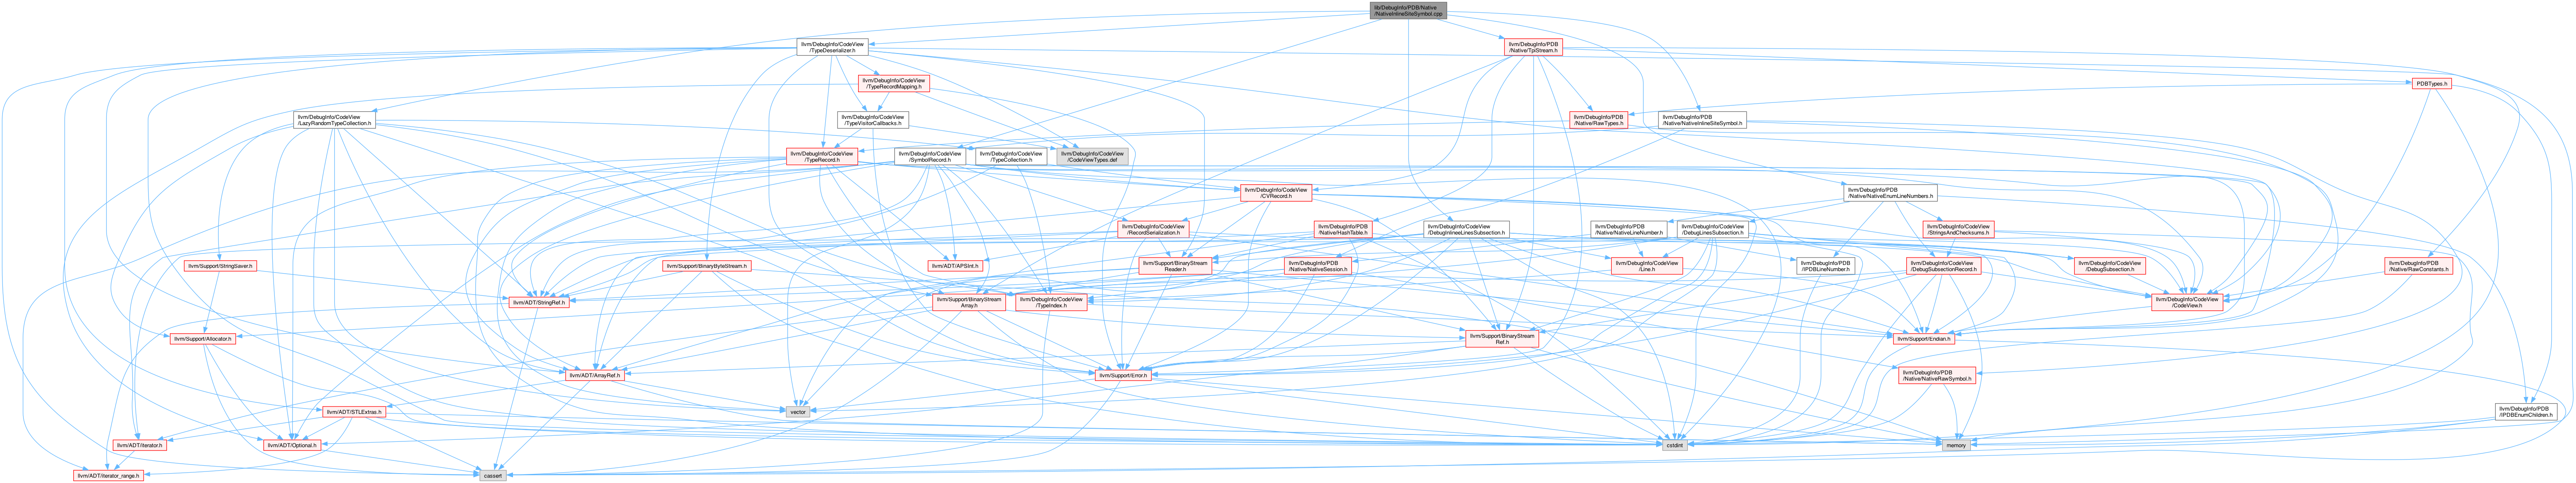 lib/DebugInfo/PDB/Native
/NativeInlineSiteSymbol.cpp
llvm/DebugInfo/CodeView
/TypeDeserializer.h
llvm/DebugInfo/PDB
/Native/TpiStream.h
llvm/DebugInfo/CodeView
/TypeRecordMapping.h
PDBTypes.h
llvm/DebugInfo/CodeView
/LazyRandomTypeCollection.h
llvm/DebugInfo/CodeView
/TypeVisitorCallbacks.h
llvm/DebugInfo/PDB
/Native/RawTypes.h
llvm/DebugInfo/PDB
/Native/NativeInlineSiteSymbol.h
llvm/DebugInfo/CodeView
/TypeRecord.h
llvm/DebugInfo/CodeView
/SymbolRecord.h
llvm/DebugInfo/CodeView
/TypeCollection.h
llvm/DebugInfo/CodeView
/CodeViewTypes.def
llvm/DebugInfo/CodeView
/CVRecord.h
llvm/DebugInfo/PDB
/Native/NativeEnumLineNumbers.h
llvm/DebugInfo/CodeView
/RecordSerialization.h
llvm/DebugInfo/PDB
/Native/HashTable.h
llvm/DebugInfo/CodeView
/DebugInlineeLinesSubsection.h
llvm/DebugInfo/PDB
/Native/NativeLineNumber.h
llvm/DebugInfo/CodeView
/DebugLinesSubsection.h
llvm/DebugInfo/CodeView
/StringsAndChecksums.h
llvm/Support/StringSaver.h
llvm/Support/BinaryByteStream.h
llvm/ADT/APSInt.h
llvm/Support/BinaryStream
Reader.h
llvm/DebugInfo/PDB
/Native/NativeSession.h
llvm/DebugInfo/CodeView
/Line.h
llvm/DebugInfo/PDB
/IPDBLineNumber.h
llvm/DebugInfo/CodeView
/DebugSubsectionRecord.h
llvm/DebugInfo/CodeView
/DebugSubsection.h
llvm/DebugInfo/PDB
/Native/RawConstants.h
llvm/ADT/StringRef.h
llvm/Support/BinaryStream
Array.h
llvm/DebugInfo/CodeView
/TypeIndex.h
llvm/DebugInfo/CodeView
/CodeView.h
llvm/Support/Allocator.h
llvm/Support/BinaryStream
Ref.h
llvm/Support/Endian.h
llvm/ADT/ArrayRef.h
llvm/Support/Error.h
llvm/DebugInfo/PDB
/Native/NativeRawSymbol.h
llvm/ADT/STLExtras.h
vector
llvm/DebugInfo/PDB
/IPDBEnumChildren.h
llvm/ADT/iterator.h
llvm/ADT/Optional.h
cstdint
memory
llvm/ADT/iterator_range.h
cassert